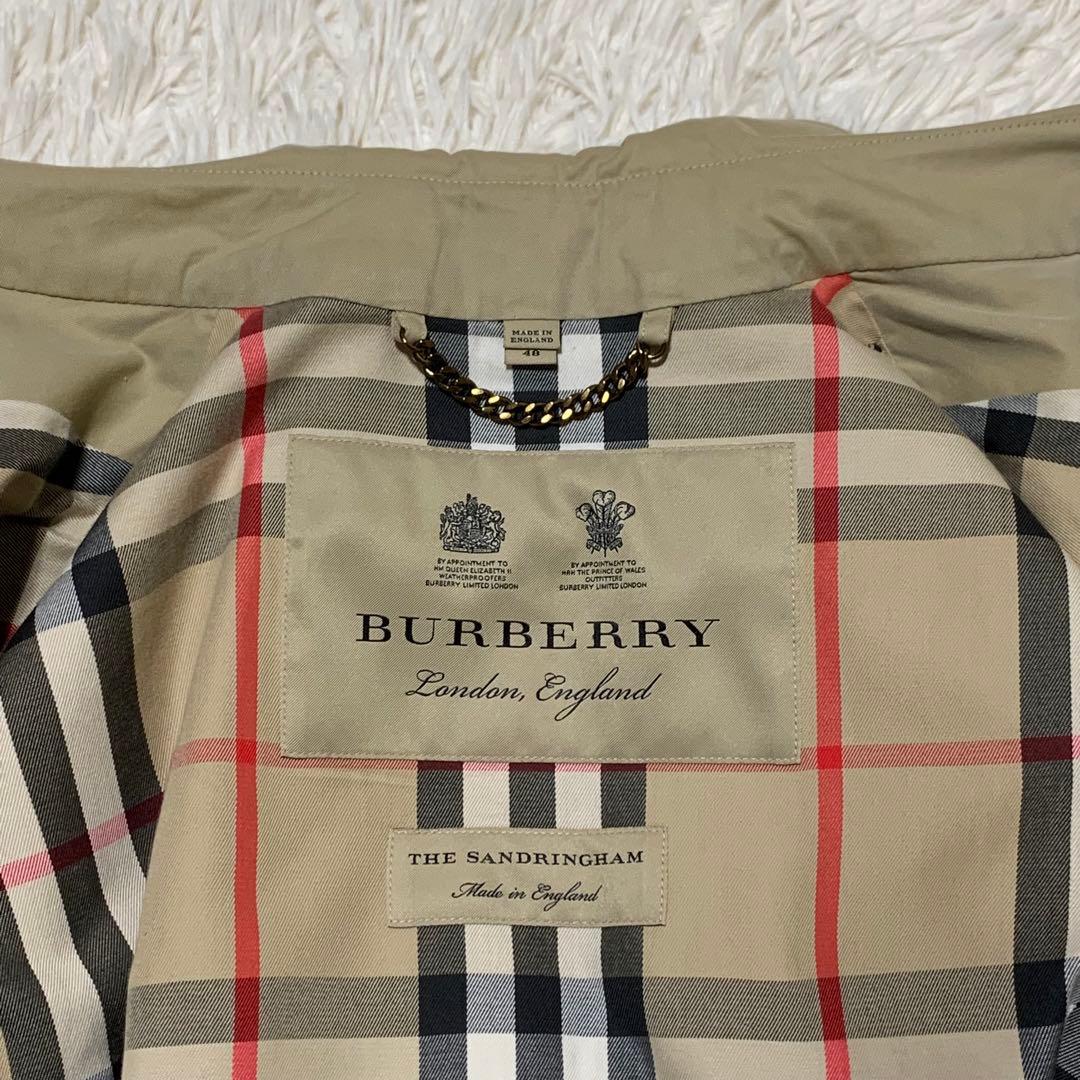 MADE IN
ENGLAND
48
BY APPOINTMENT TO
HM QUEEN ELIZABETH II
WEATHERPROOFERS
BURBERRY LIMITED LONDON
BY APPOINTMENT TO
HRH THE PRINCE OF WALES
OUTFITTERS
BURBERRY LIMITED LONDON
BURBERRY
London, England
THE SANDRINGHAM
Made in England